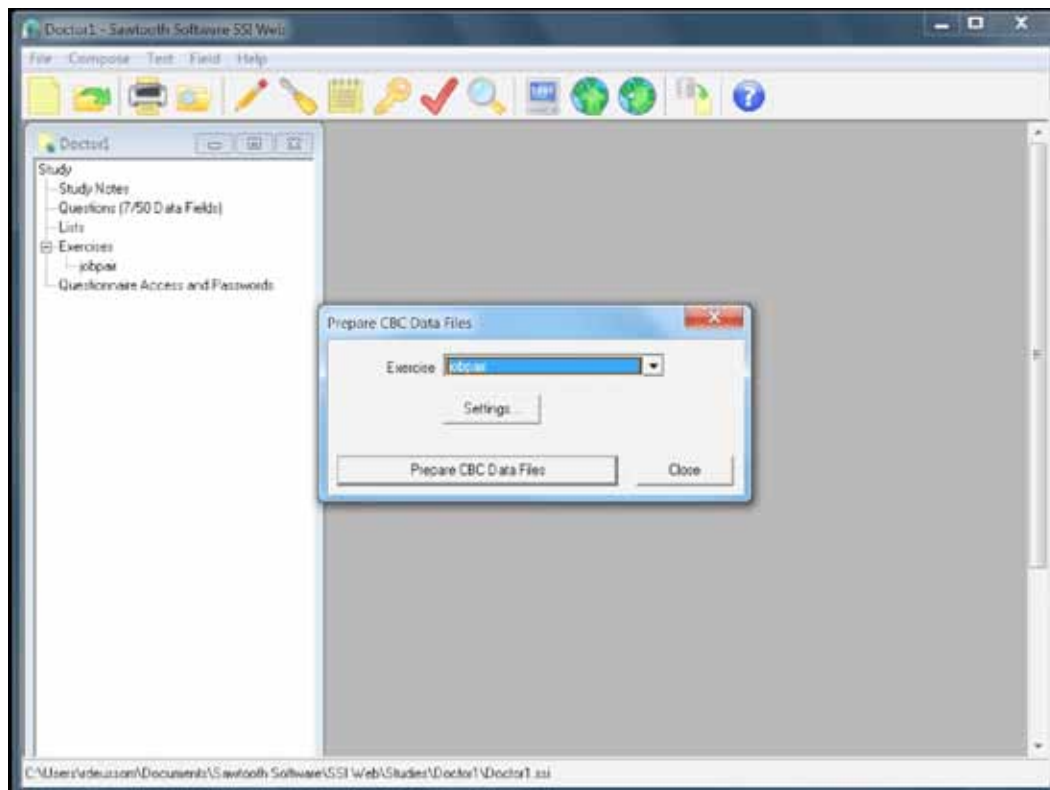 Doctor1 - Sawtooth Software SSI Web
File Compose Test Field Help
Doctor1
Study
Study Notes
Questions (7/50 Data Fields)
Lists
Exercises
jobpair
Questionnaire Access and Passwords
Prepare CBC Data Files
Exercise jobpair
Settings...
Prepare CBC Data Files
Close
C:\Users\rdeussom\Documents\Sawtooth Software\SSI Web\Studies\Doctor1\Doctor1.ssi